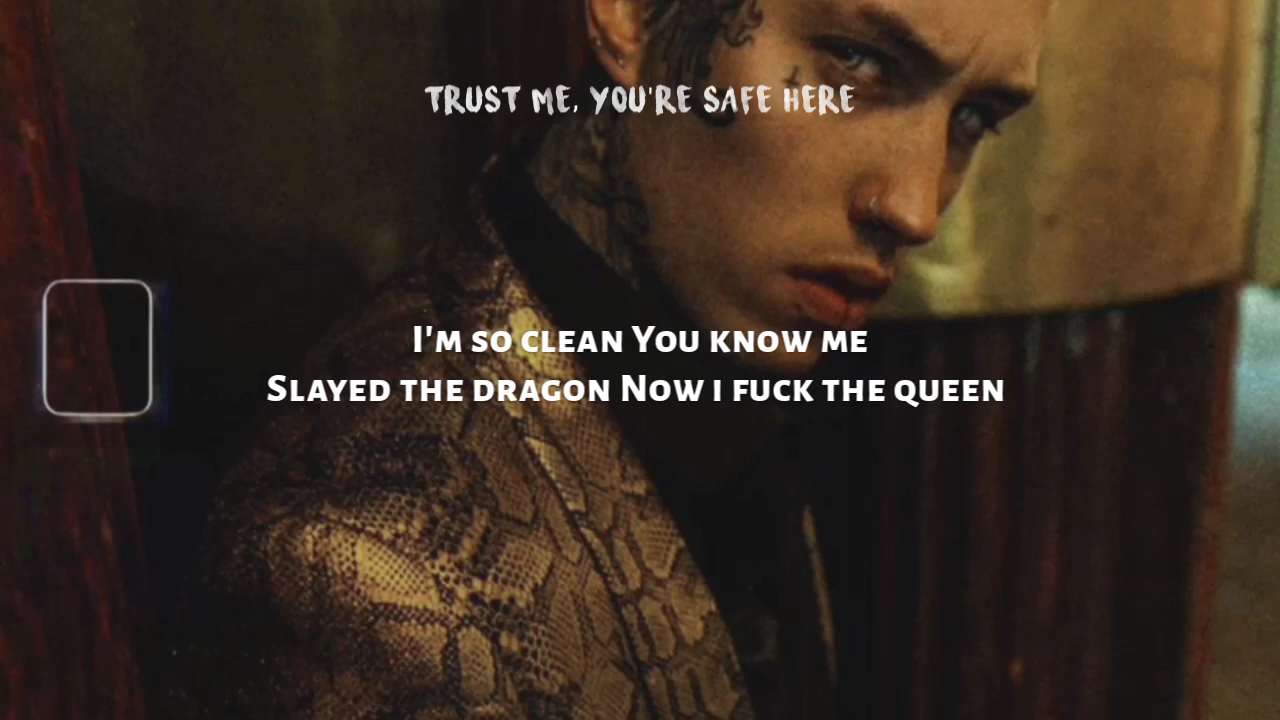 TRUST ME, YOU'RE SAFE HERE
I'm so clean You know me
Slayed the dragon Now i fuck the queen